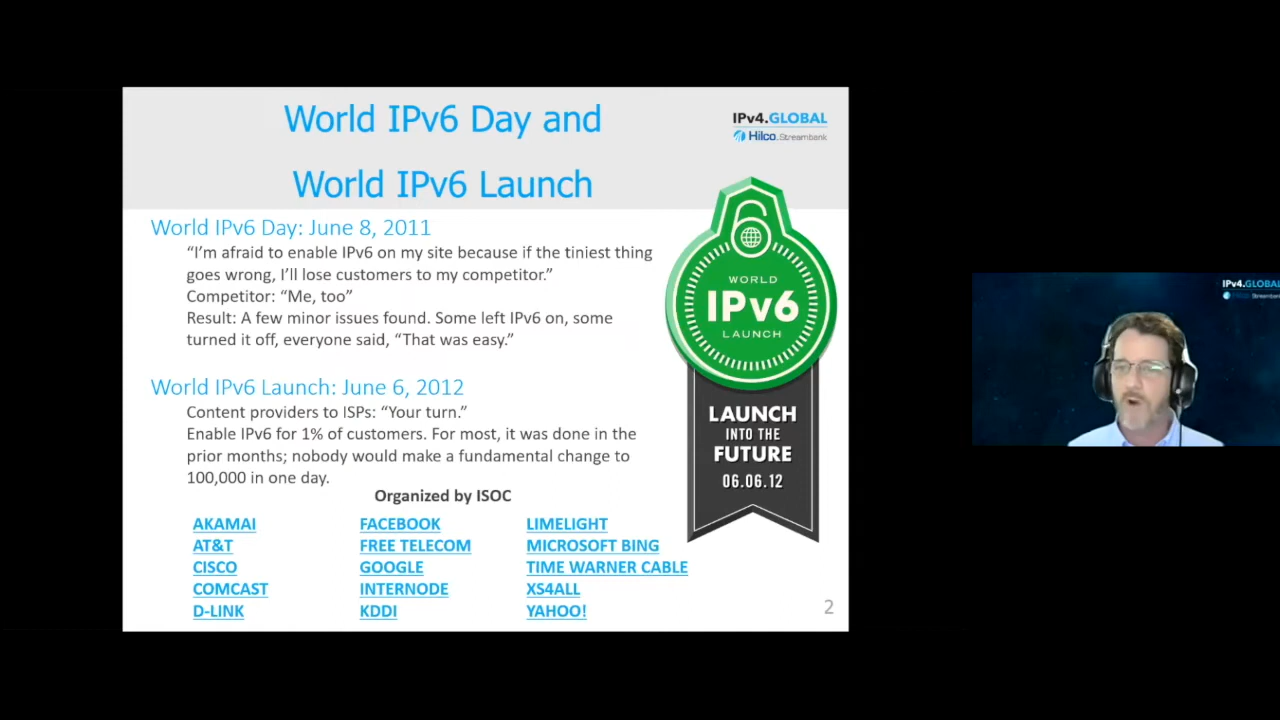 World IPv6 Day and
World IPv6 Launch
IPv4.GLOBAL
Hilco Streambank
World IPv6 Day: June 8, 2011
“I’m afraid to enable IPv6 on my site because if the tiniest thing
goes wrong, I’ll lose customers to my competitor.”
Competitor: “Me, too”
Result: A few minor issues found. Some left IPv6 on, some
turned it off, everyone said, “That was easy.”
World IPv6 Launch: June 6, 2012
Content providers to ISPs: “Your turn.”
Enable IPv6 for 1% of customers. For most, it was done in the
prior months; nobody would make a fundamental change to
100,000 in one day.
Organized by ISOC
AKAMAI FACEBOOK LIMELIGHT
AT&T FREE TELECOM MICROSOFT BING
CISCO GOOGLE TIME WARNER CABLE
COMCAST INTERNODE XS4ALL
D-LINK KDDI YAHOO!
6
WORLD
IPv6
LAUNCH
LAUNCH
INTO THE
FUTURE
06.06.12
2
IPv4.GLOBAL
Streambank